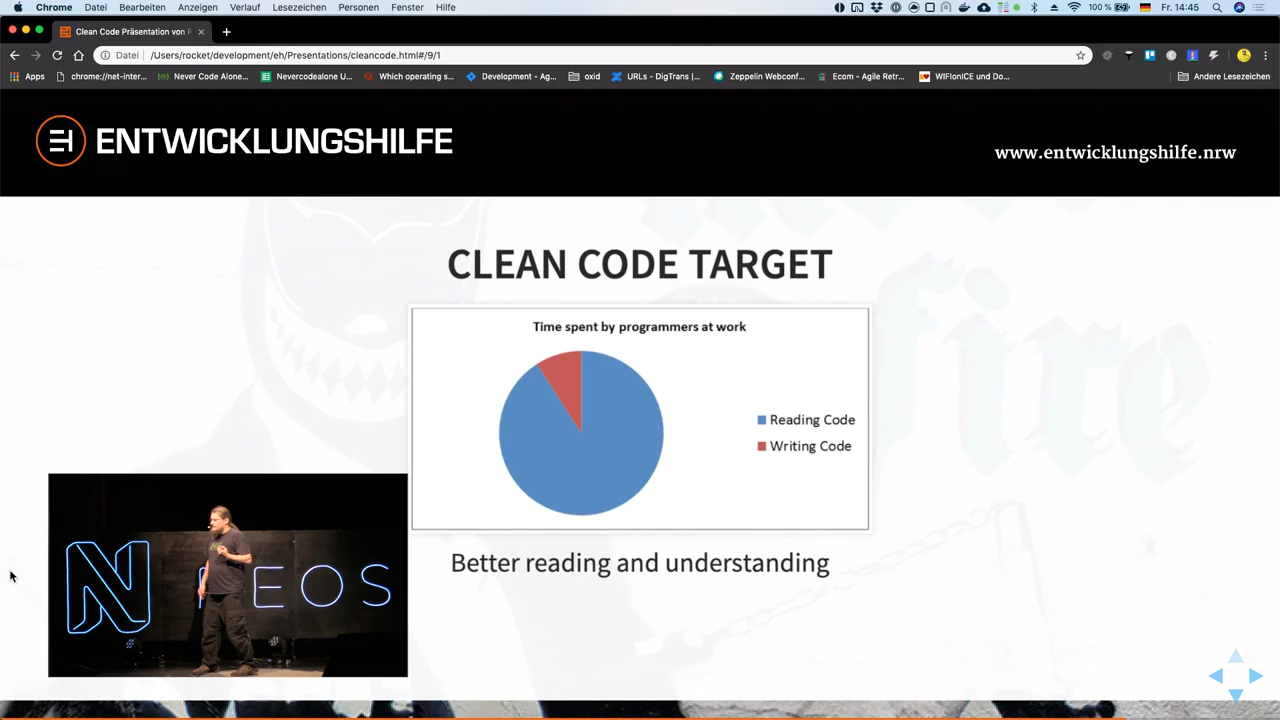 Chrome Datei Bearbeiten Anzeigen Verlauf Lesezeichen Personen Fenster Hilfe 100 % Fr. 14:45
Clean Code Präsentation von
Datei /Users/rocket/development/eh/Presentations/cleancode.html#/9/1
Apps chrome://net-inter... Never Code Alone... Nevercodealone U... Which operating s... Development - Ag... oxid URLs - DigTrans |... Zeppelin Webconf... Ecom - Agile Retr... WIFIonICE und Do... Andere Lesezeichen
EH ENTWICKLUNGSHILFE
www.entwicklungshilfe.nrw
CLEAN CODE TARGET
Time spent by programmers at work
Reading Code
Writing Code
Better reading and understanding
N EOS